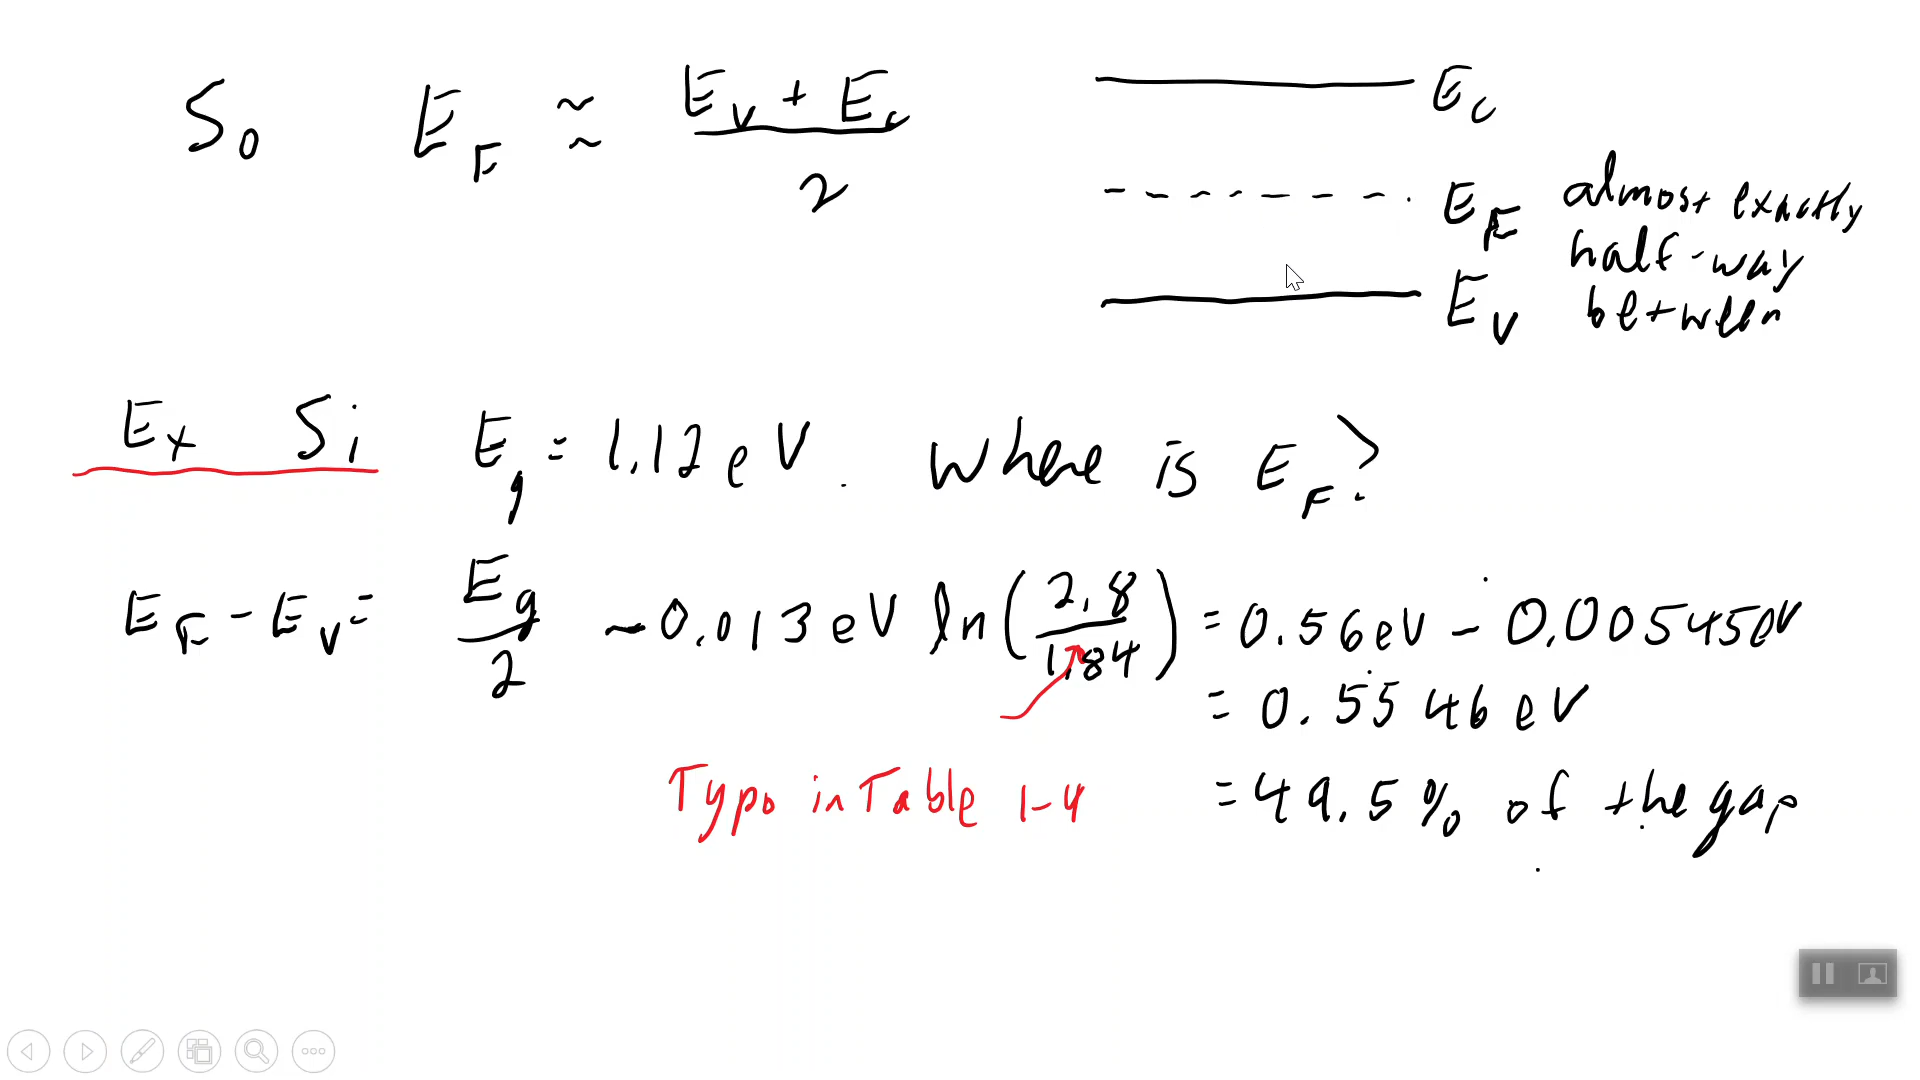 So E_F ≈ (E_V + E_C)/2
E_C
E_F almost exactly
half-way
between
E_V
Ex Si E_g = 1.12 eV. Where is E_F?
E_F - E_V = E_g/2 - 0.013 eV ln(2.8/1.84) = 0.56 eV - 0.00545 eV
= 0.5546 eV
Typo in Table 1-4
= 49.5% of the gap